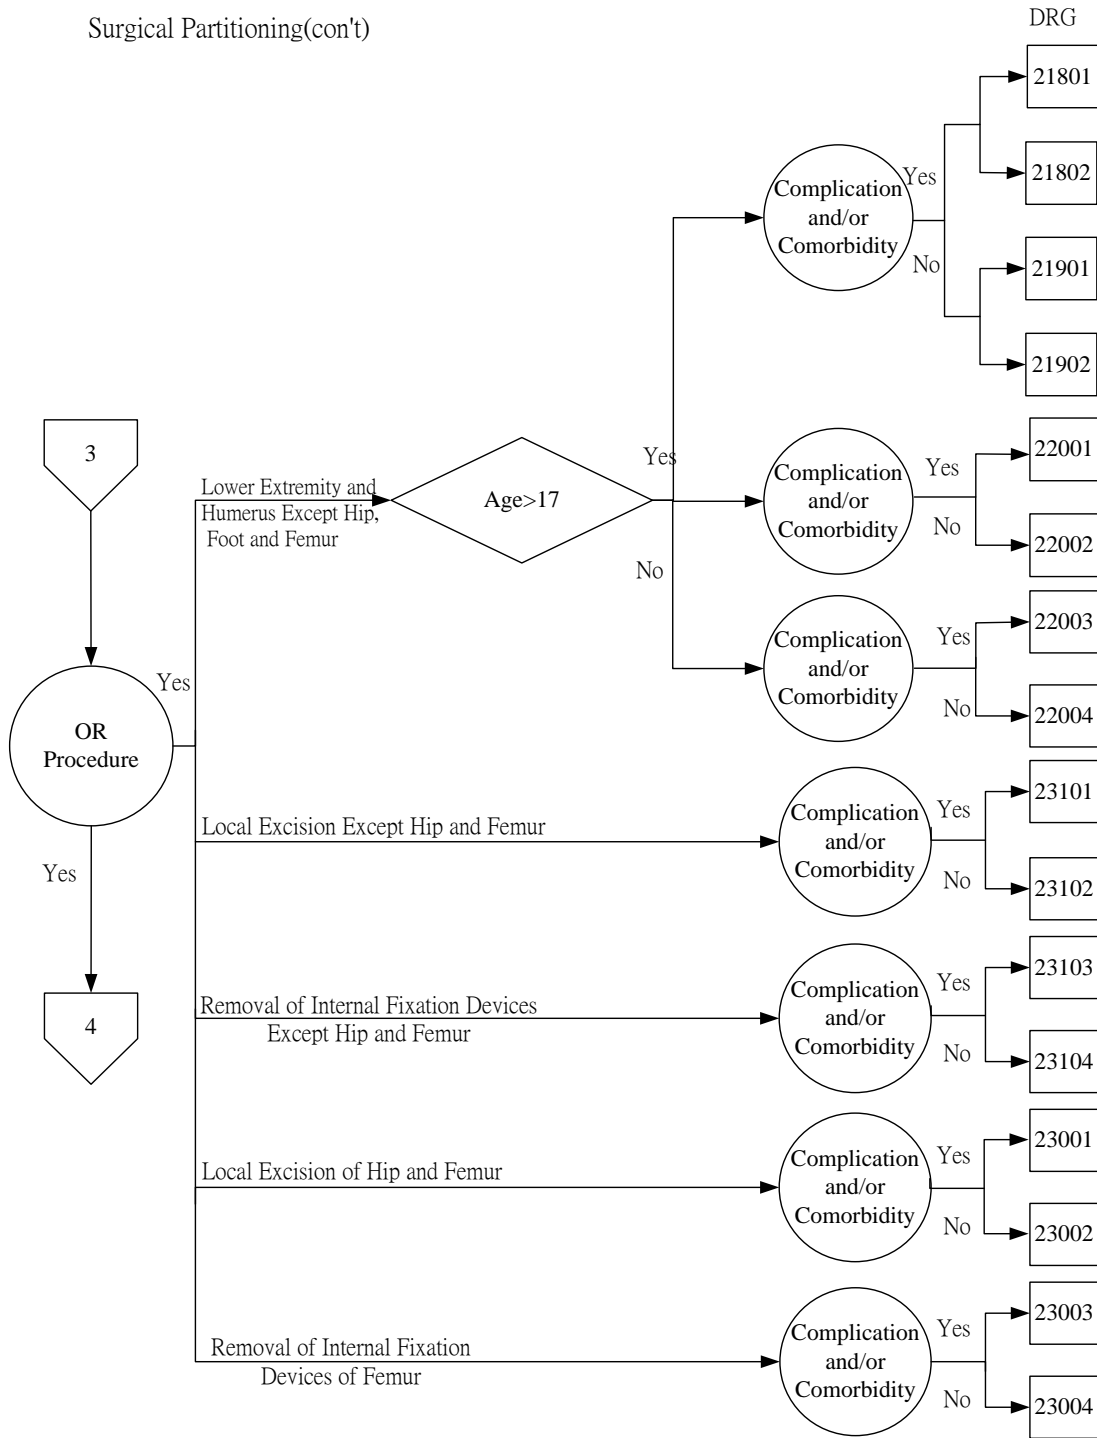 DRG
Surgical Partitioning(con't)
21801
Complication
and/or
Comorbidity
Yes
No
21802
21901
21902
3
Lower Extremity and
Humerus Except Hip,
Foot and Femur
Age>17
Yes
No
Complication
and/or
Comorbidity
Yes
No
22001
22002
Complication
and/or
Comorbidity
Yes
No
22003
22004
OR
Procedure
Yes
Yes
4
Local Excision Except Hip and Femur
Complication
and/or
Comorbidity
Yes
No
23101
23102
Removal of Internal Fixation Devices
Except Hip and Femur
Complication
and/or
Comorbidity
Yes
No
23103
23104
Local Excision of Hip and Femur
Complication
and/or
Comorbidity
Yes
No
23001
23002
Removal of Internal Fixation
Devices of Femur
Complication
and/or
Comorbidity
Yes
No
23003
23004